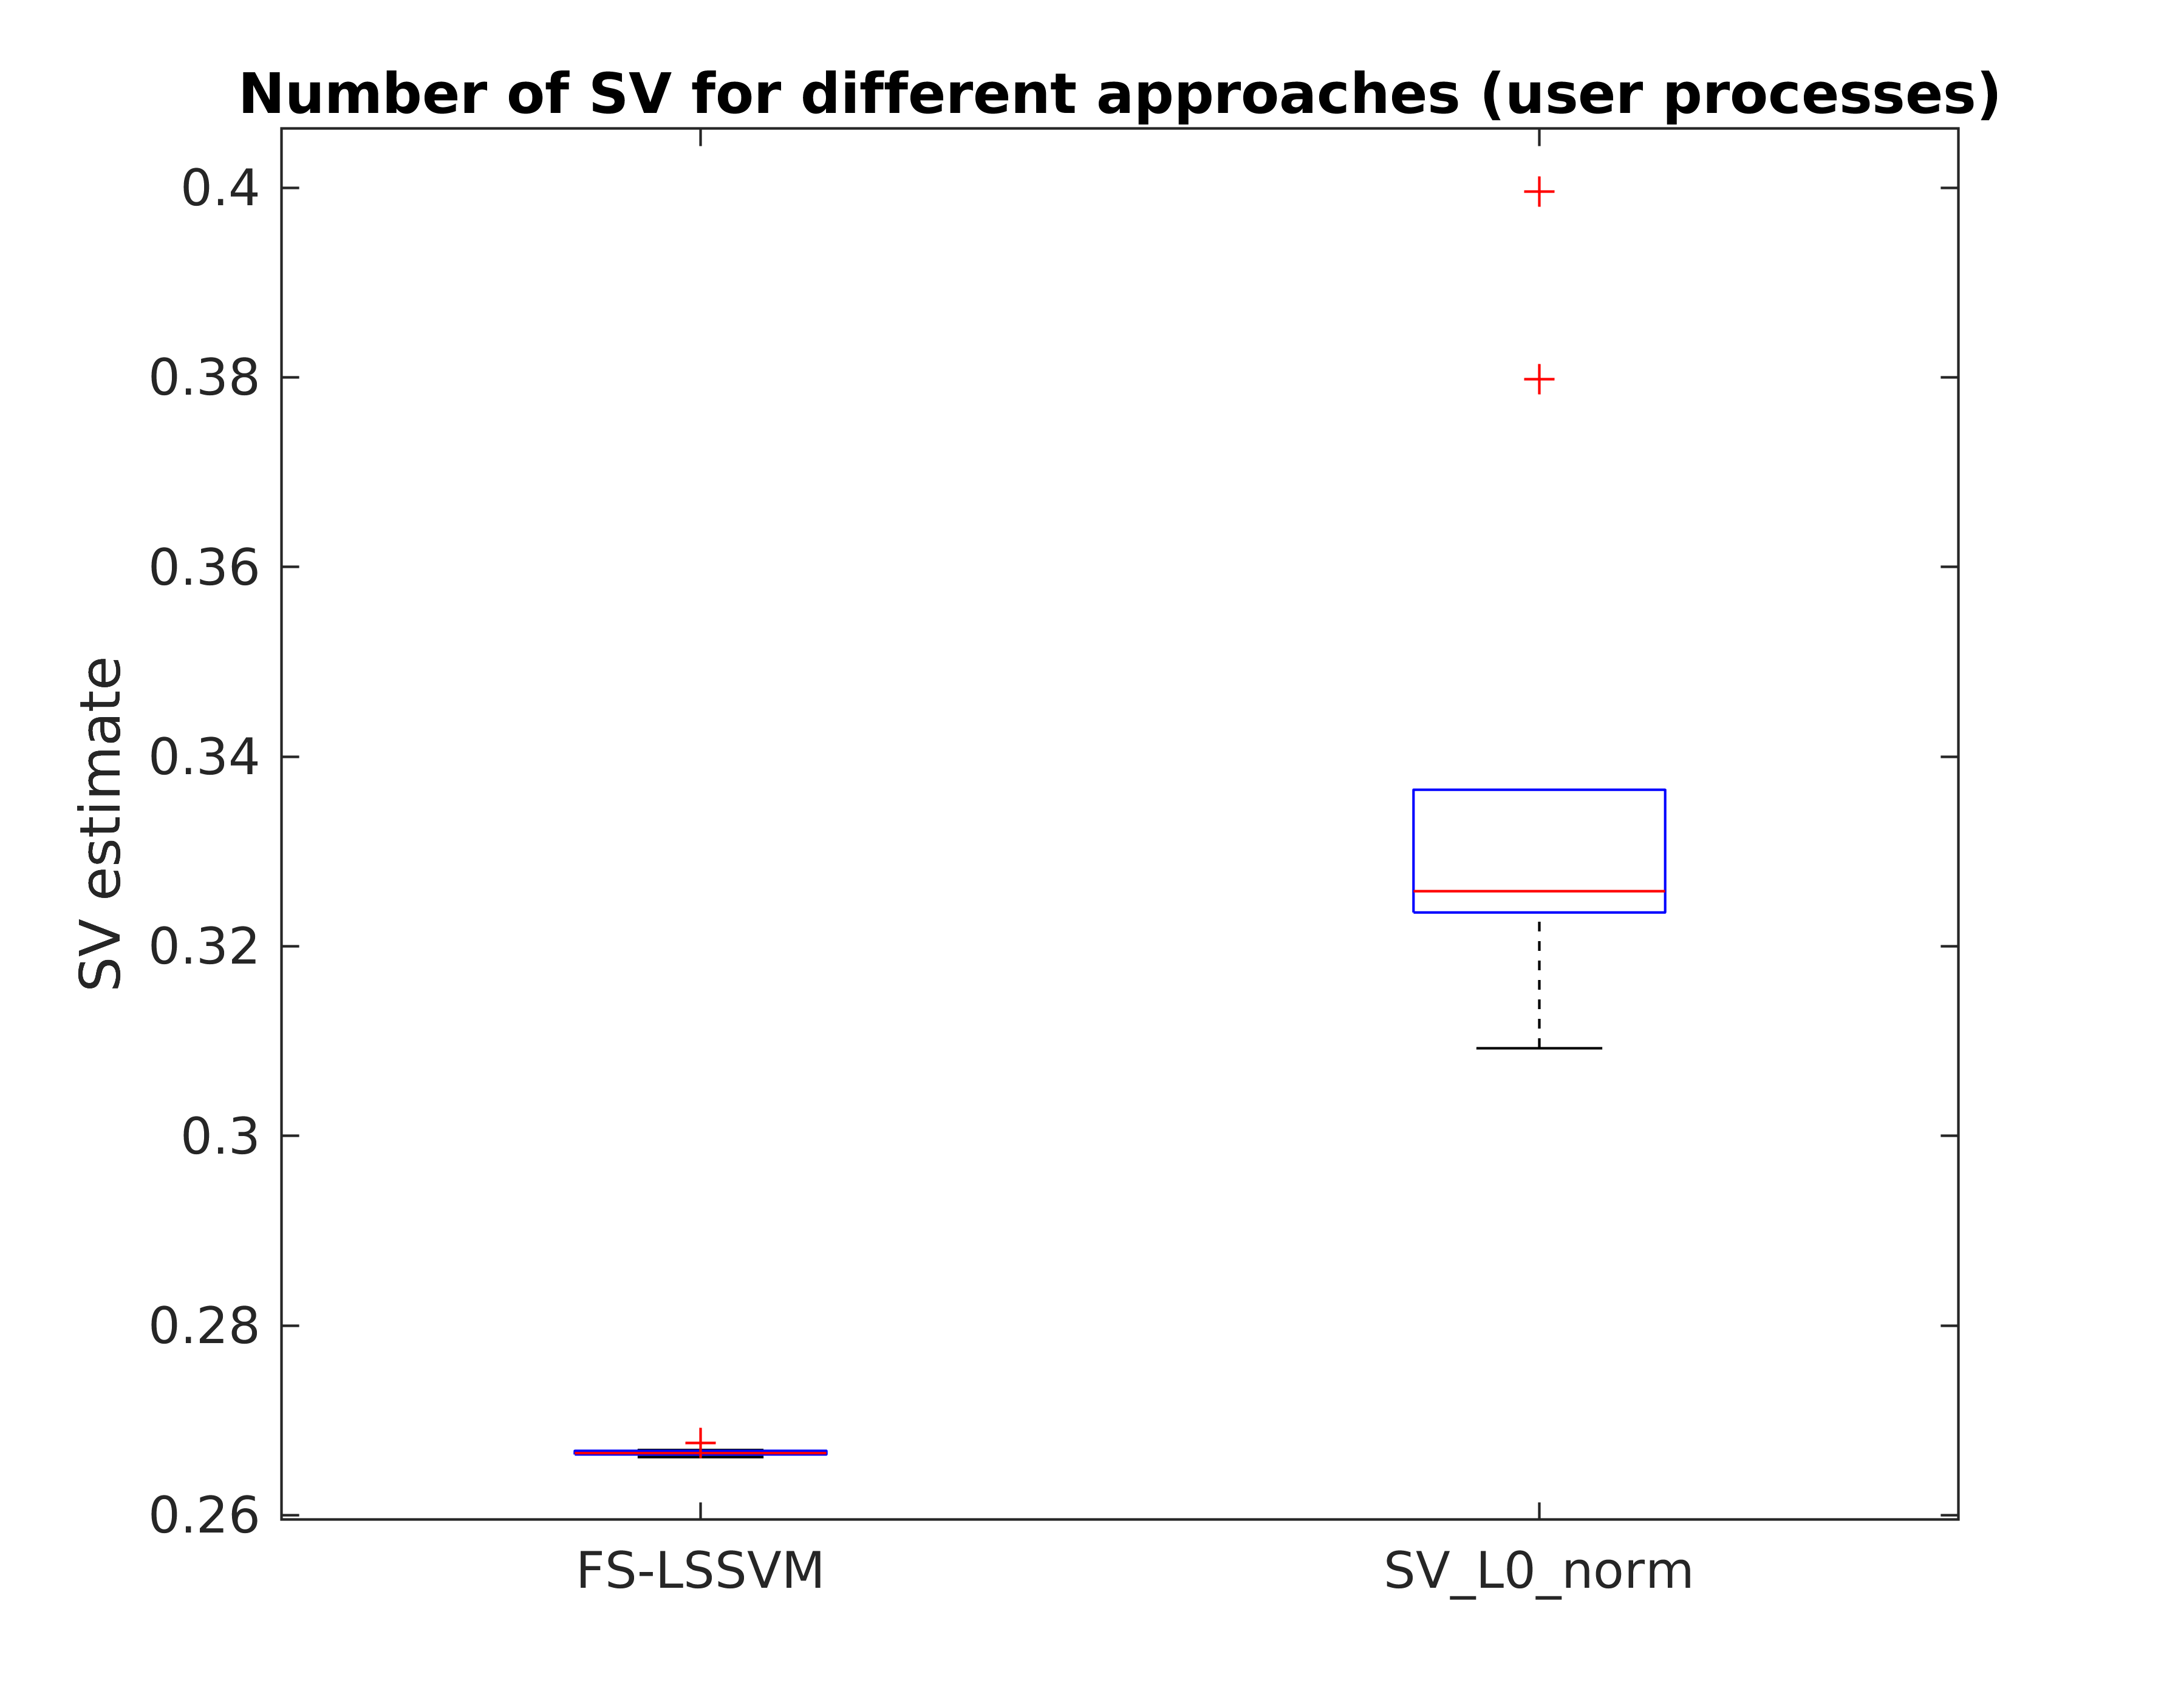 Number of SV for different approaches (user processes)
SV estimate
0.4
0.38
0.36
0.34
0.32
0.3
0.28
0.26
FS-LSSVM
SV_L0_norm